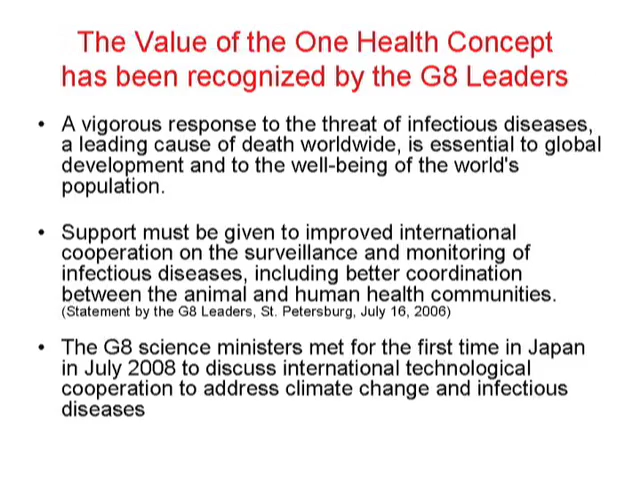 The Value of the One Health Concept
has been recognized by the G8 Leaders
• A vigorous response to the threat of infectious diseases,
a leading cause of death worldwide, is essential to global
development and to the well-being of the world's
population.
• Support must be given to improved international
cooperation on the surveillance and monitoring of
infectious diseases, including better coordination
between the animal and human health communities.
(Statement by the G8 Leaders, St. Petersburg, July 16, 2006)
• The G8 science ministers met for the first time in Japan
in July 2008 to discuss international technological
cooperation to address climate change and infectious
diseases